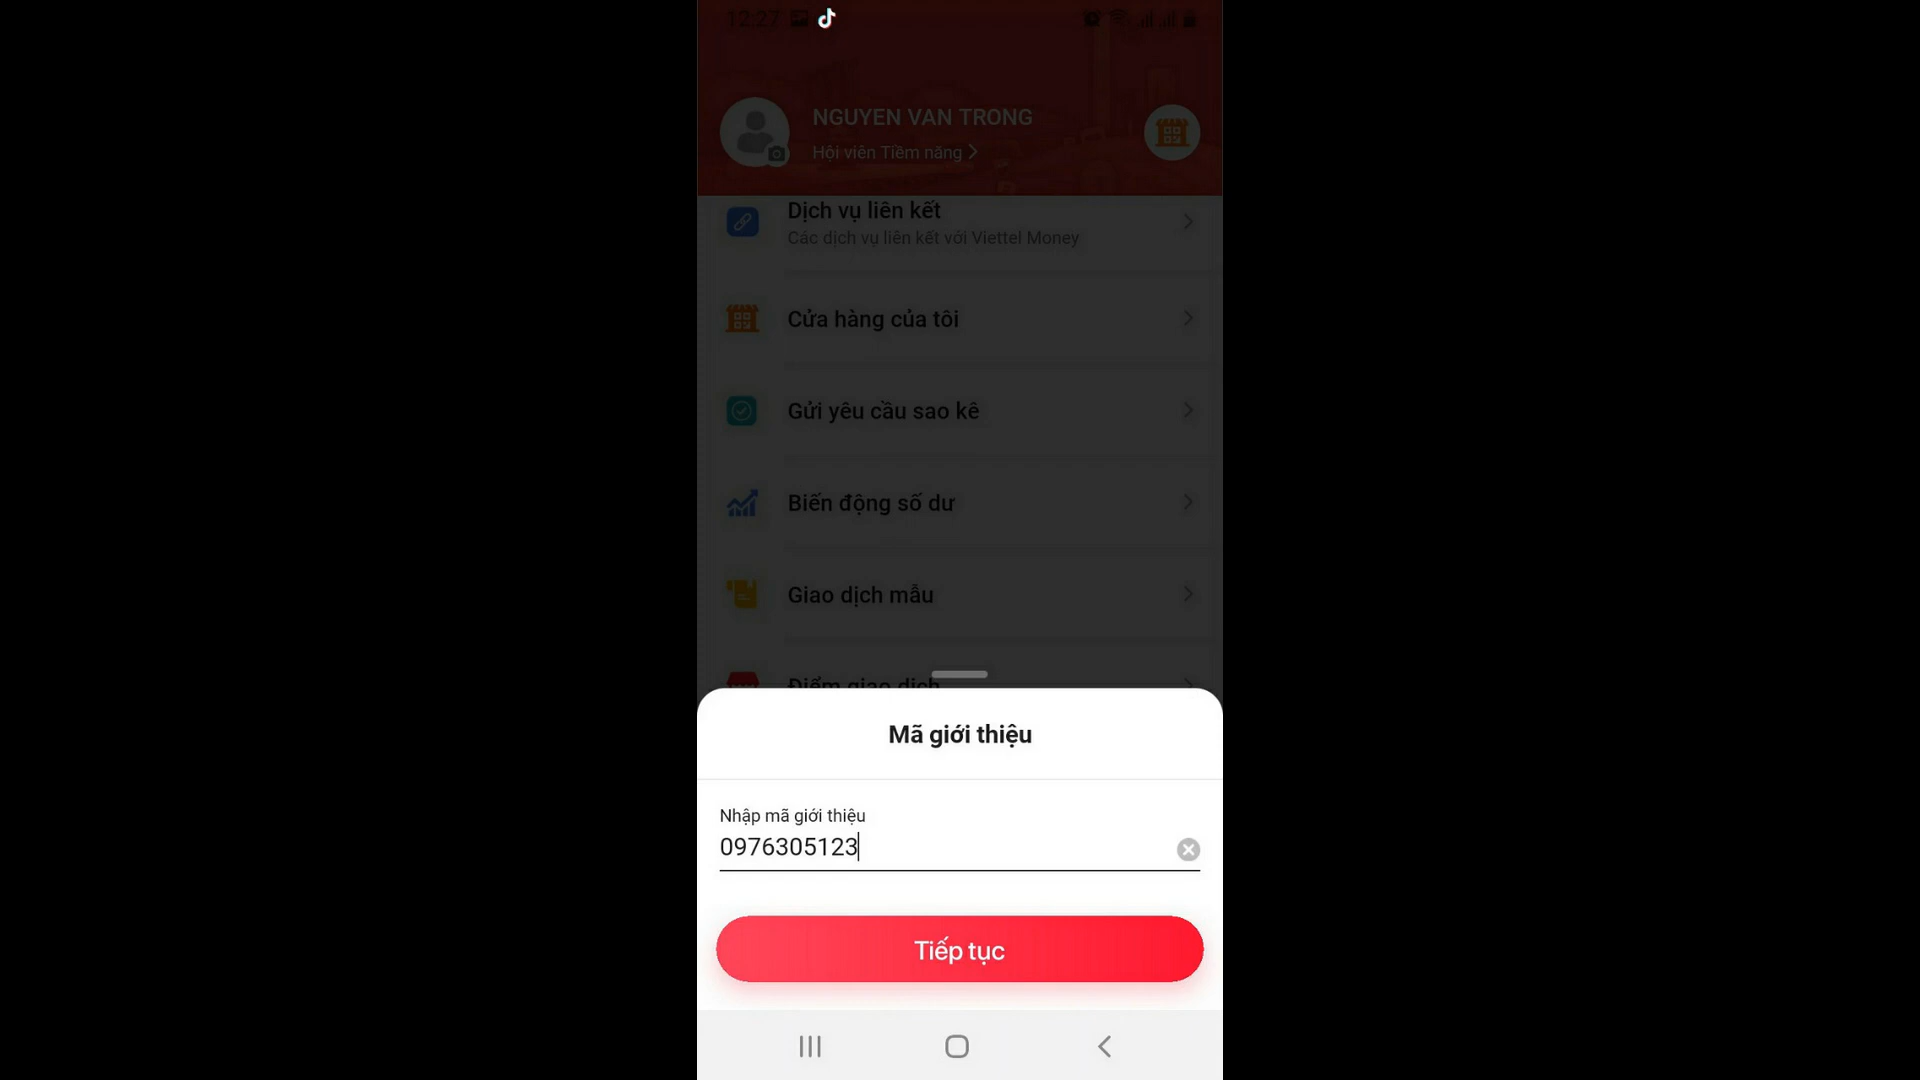 12:27
NGUYEN VAN TRONG
Hội viên Tiềm năng
Dịch vụ liên kết
Các dịch vụ liên kết với Viettel Money
Cửa hàng của tôi
Gửi yêu cầu sao kê
Biến động số dư
Giao dịch mẫu
Điểm giao dịch
Mã giới thiệu
Nhập mã giới thiệu
0976305123
Tiếp tục